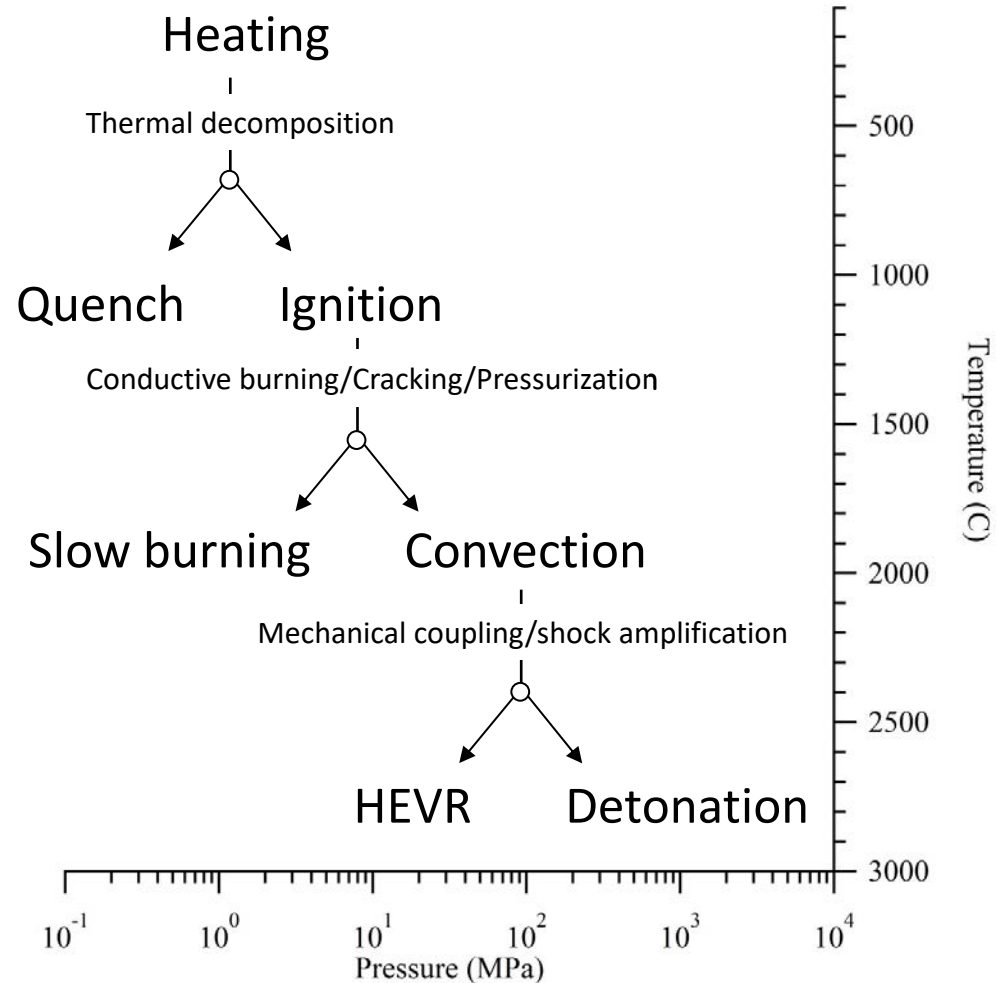 Heating
Thermal decomposition
500
1000
Quench
Ignition
Conductive burning/Cracking/Pressurization
1500
Temperature (C)
Slow burning
Convection
2000
Mechanical coupling/shock amplification
2500
HEVR
Detonation
3000
10^-1
10^0
10^1
10^2
10^3
10^4
Pressure (MPa)